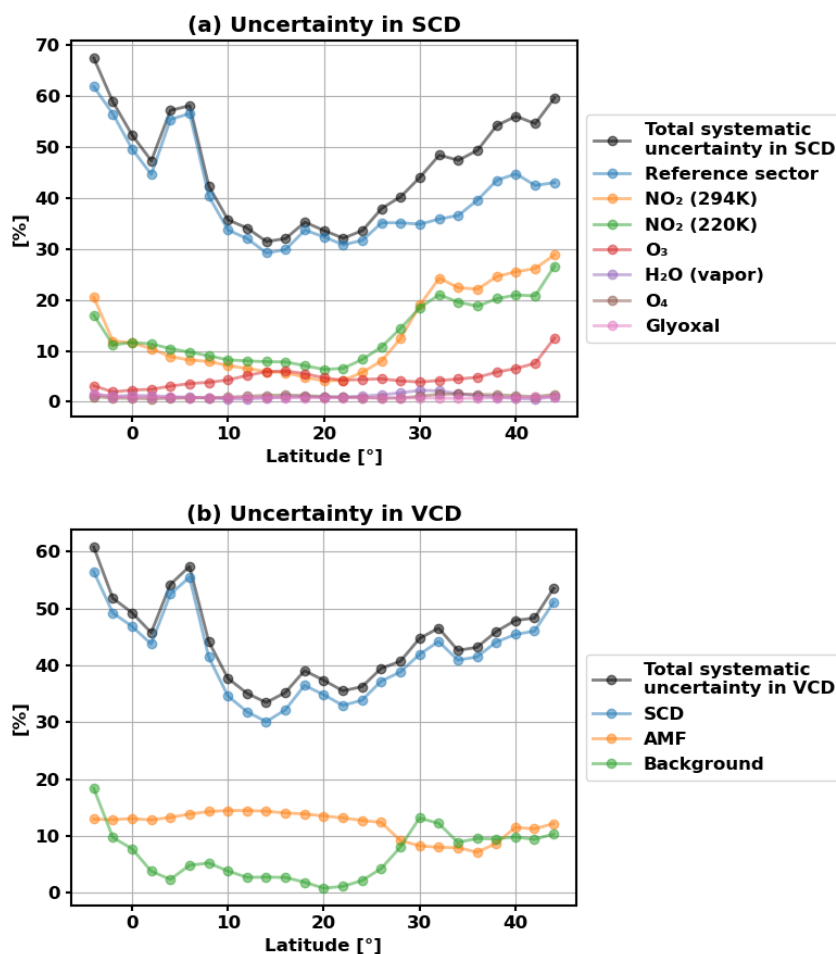 (a) Uncertainty in SCD
70
60
50
40
30
20
10
0
[%]
0 10 20 30 40
Latitude [°]
Total systematic
uncertainty in SCD
Reference sector
NO₂ (294K)
NO₂ (220K)
O₃
H₂O (vapor)
O₄
Glyoxal
(b) Uncertainty in VCD
60
50
40
30
20
10
0
[%]
0 10 20 30 40
Latitude [°]
Total systematic
uncertainty in VCD
SCD
AMF
Background